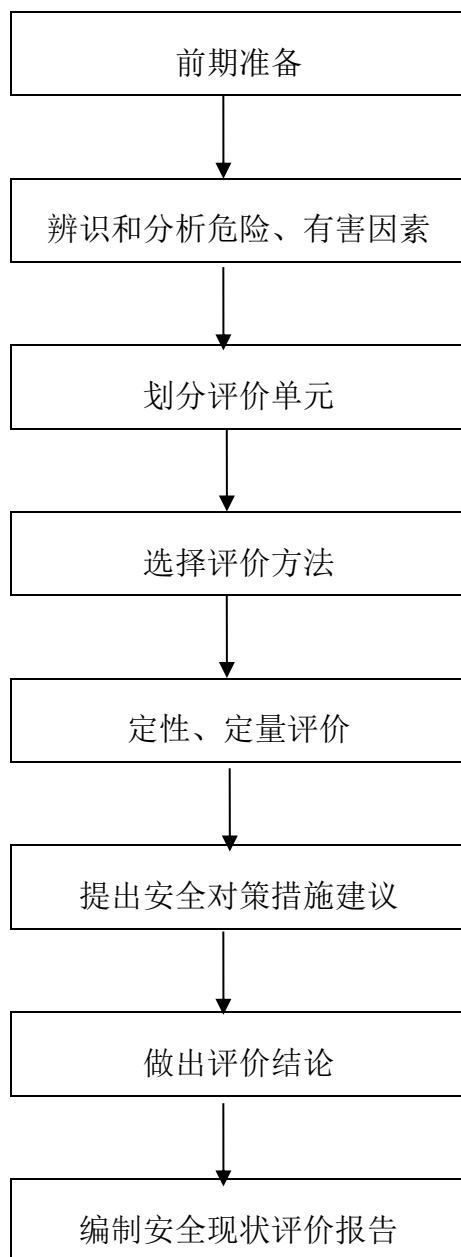 前期准备
辨识和分析危险、有害因素
划分评价单元
选择评价方法
定性、定量评价
提出安全对策措施建议
做出评价结论
编制安全现状评价报告